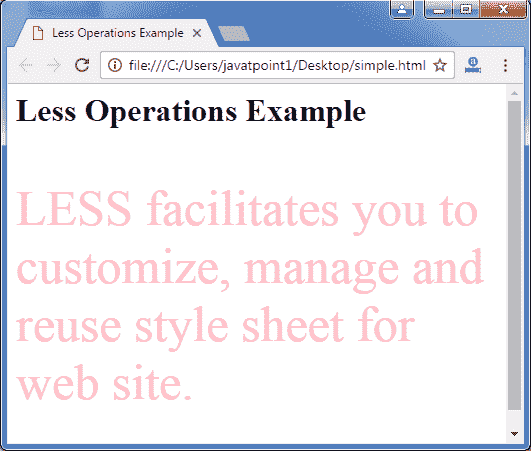 Less Operations Example
file:///C:/Users/javatpoint1/Desktop/simple.html
Less Operations Example
LESS facilitates you to
customize, manage and
reuse style sheet for
web site.